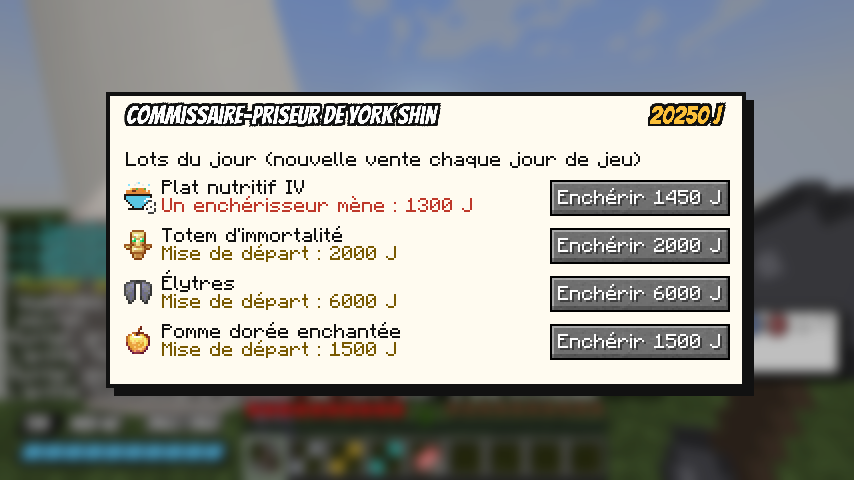 COMMISSAIRE-PRISEUR DE YORK SHIN
20250 J
Lots du jour (nouvelle vente chaque jour de jeu)
Plat nutritif IV
Un enchérisseur mène : 1300 J
Enchérir 1450 J
Totem d'immortalité
Mise de départ : 2000 J
Enchérir 2000 J
Élytres
Mise de départ : 6000 J
Enchérir 6000 J
Pomme dorée enchantée
Mise de départ : 1500 J
Enchérir 1500 J